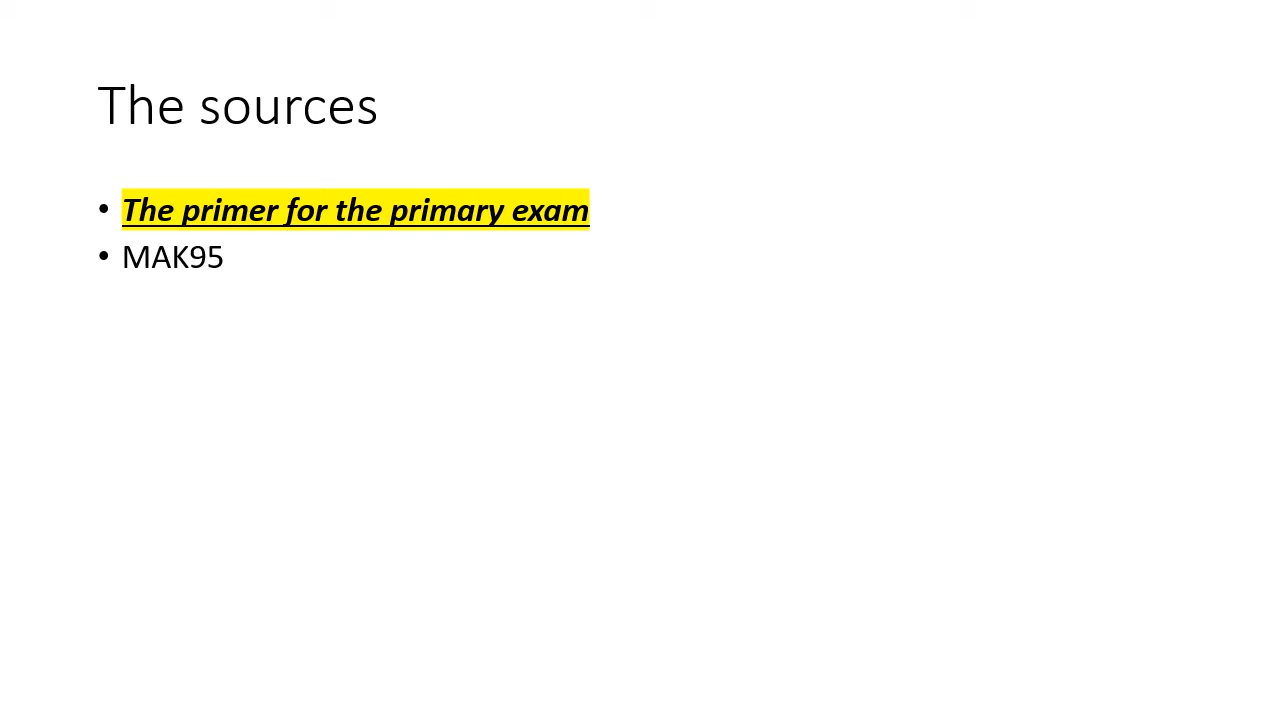 The sources
• The primer for the primary exam
• MAK95